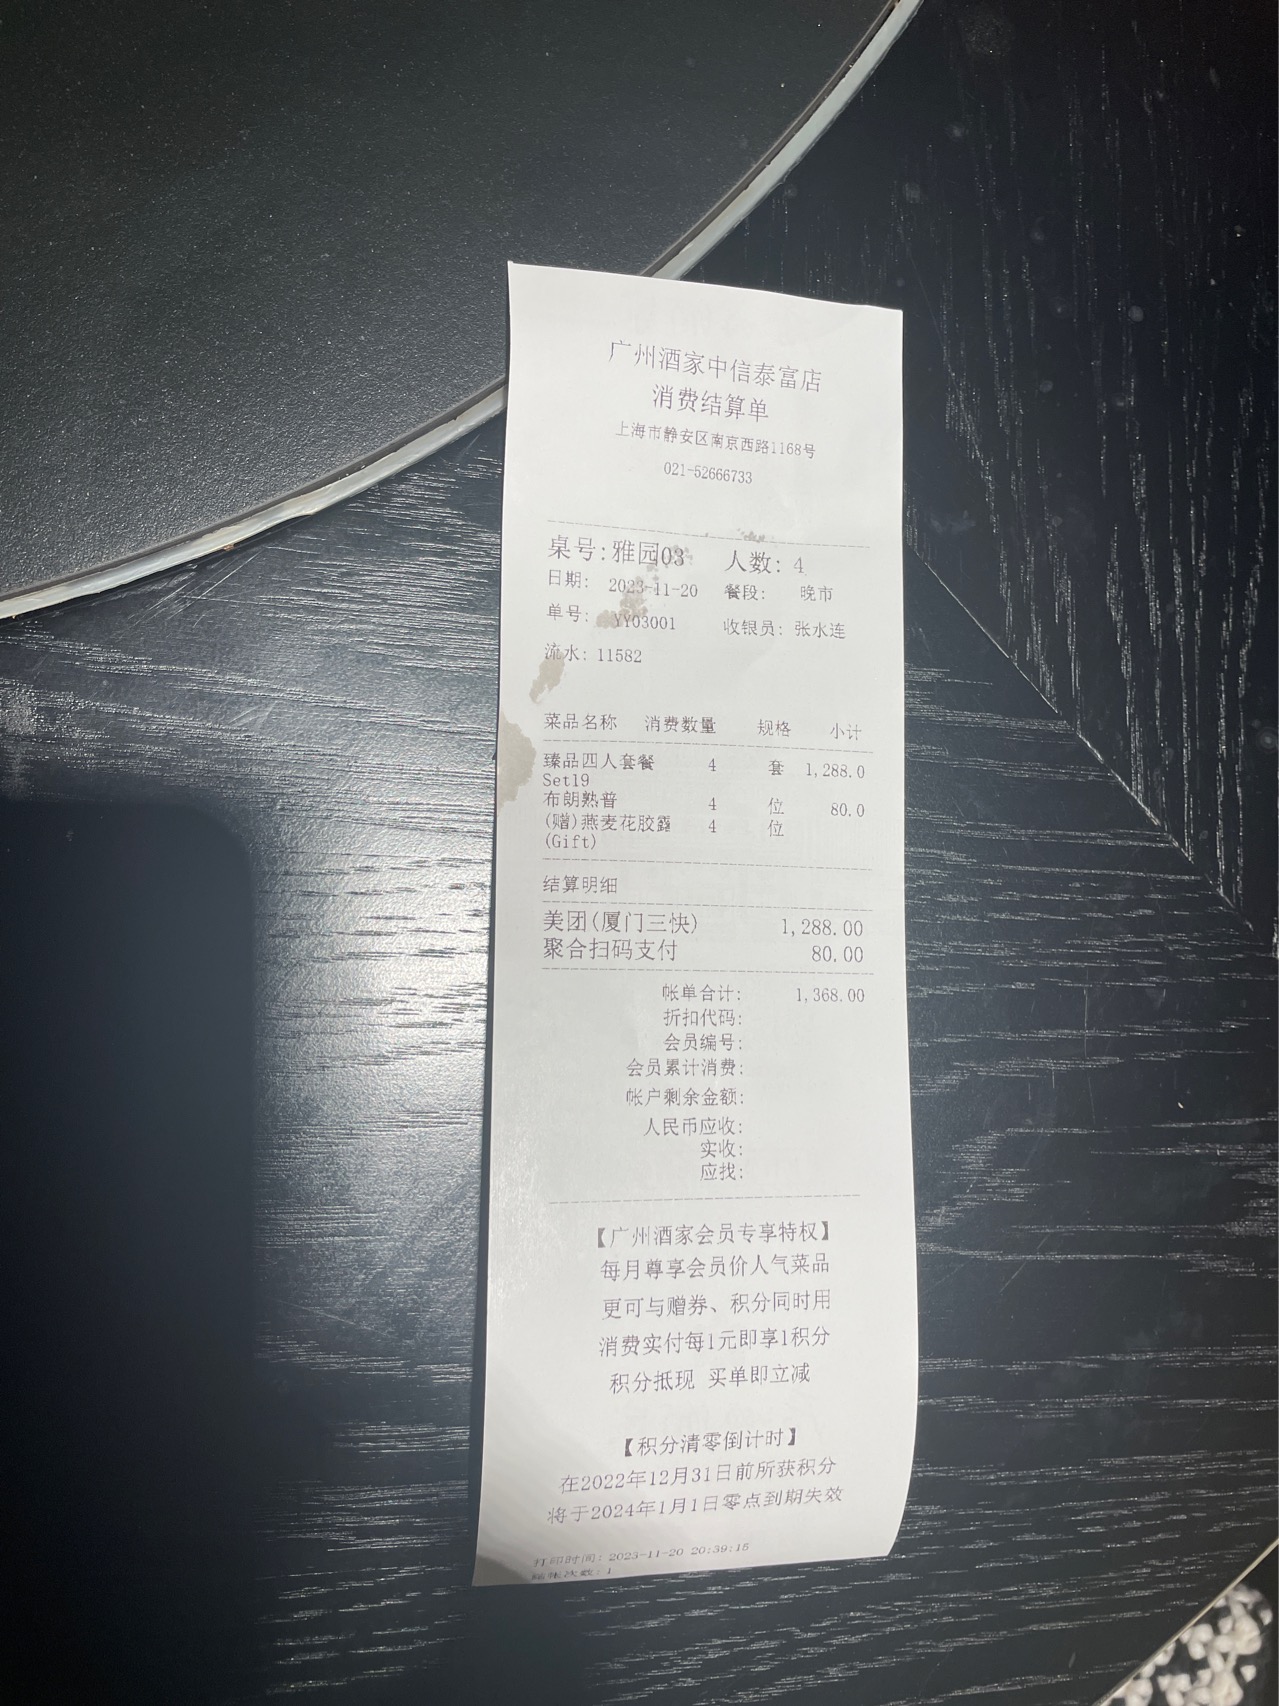 广州酒家中信泰富店
消费结算单
上海市静安区南京西路1168号
021-52666733
桌号:雅园03 人数: 4
日期: 2023-11-20 餐段: 晚市
单号: YY03001 收银员: 张水连
流水: 11582
菜品名称 消费数量 规格 小计
臻品四人套餐 4 套 1,288.0
Set19
布朗熟普 4 位 80.0
(赠)燕麦花胶露 4 位
(Gift)
结算明细
美团(厦门三快) 1,288.00
聚合扫码支付 80.00
帐单合计: 1,368.00
折扣代码:
会员编号:
会员累计消费:
帐户剩余金额:
人民币应收:
实收:
应找:
【广州酒家会员专享特权】
每月尊享会员价人气菜品
更可与赠券、积分同时用
消费实付每1元即享1积分
积分抵现 买单即立减
【积分清零倒计时】
在2022年12月31日前所获积分
将于2024年1月1日零点到期失效
打印时间: 2023-11-20 20:39:15
帐次数: 1